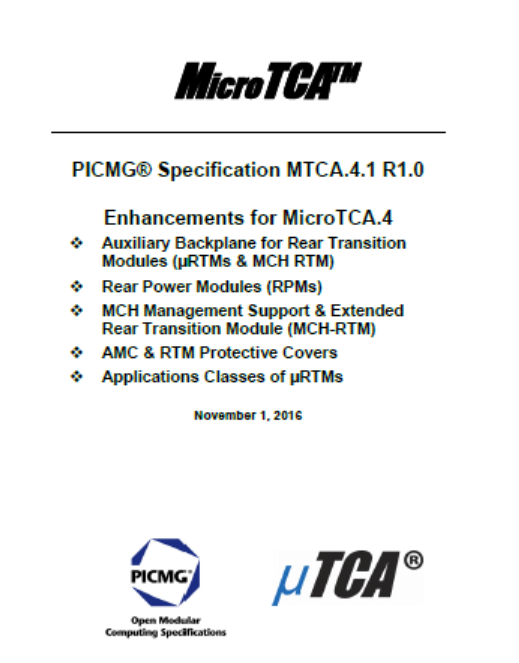 MicroTCA™
PICMG® Specification MTCA.4.1 R1.0
Enhancements for MicroTCA.4
❖ Auxiliary Backplane for Rear Transition
Modules (µRTMs & MCH RTM)
❖ Rear Power Modules (RPMs)
❖ MCH Management Support & Extended
Rear Transition Module (MCH-RTM)
❖ AMC & RTM Protective Covers
❖ Applications Classes of µRTMs
November 1, 2016
PICMG®
µTCA®
Open Modular
Computing Specifications